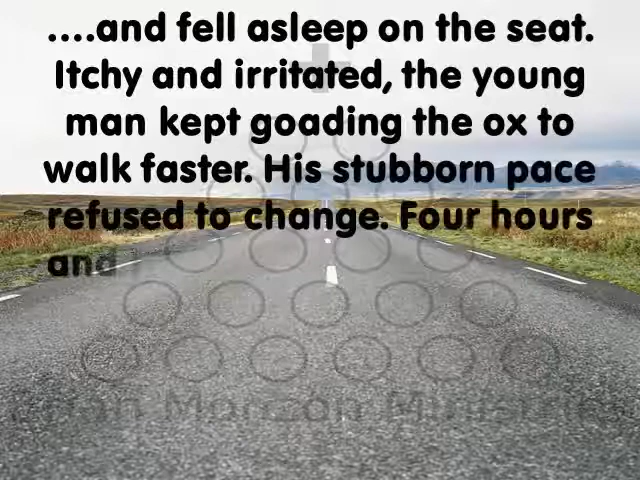 ....and fell asleep on the seat.
Itchy and irritated, the young
man kept goading the ox to
walk faster. His stubborn pace
refused to change. Four hours
and